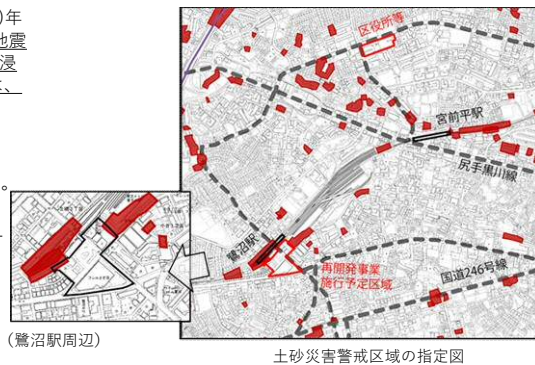 )年
地震
浸
、
。
区役所等
宮前平駅
尻手黒川線
鷺沼駅
再開発事業
施行予定区域
国道246号線
(鷺沼駅周辺)
土砂災害警戒区域の指定図